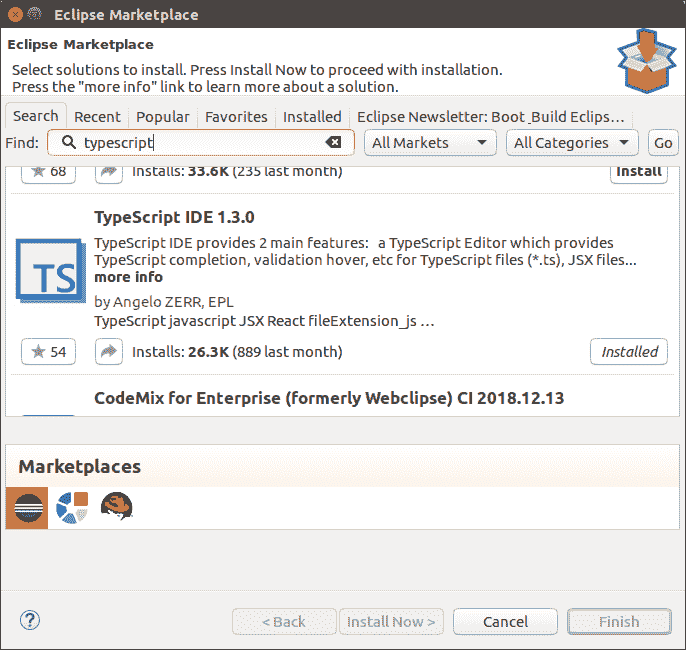 Eclipse Marketplace
Eclipse Marketplace
Select solutions to install. Press Install Now to proceed with installation.
Press the "more info" link to learn more about a solution.
Search Recent Popular Favorites Installed Eclipse Newsletter: Boot_Build Eclips...
Find: typescript All Markets All Categories Go
68 Installs: 33.6K (235 last month) Install
TypeScript IDE 1.3.0
TypeScript IDE provides 2 main features: a TypeScript Editor which provides
TypeScript completion, validation hover, etc for TypeScript files (*.ts), JSX files...
more info
TS
by Angelo ZERR, EPL
TypeScript javascript JSX React fileExtension_js ...
54 Installs: 26.3K (889 last month) Installed
CodeMix for Enterprise (formerly Webclipse) CI 2018.12.13
Marketplaces
? < Back Install Now > Cancel Finish